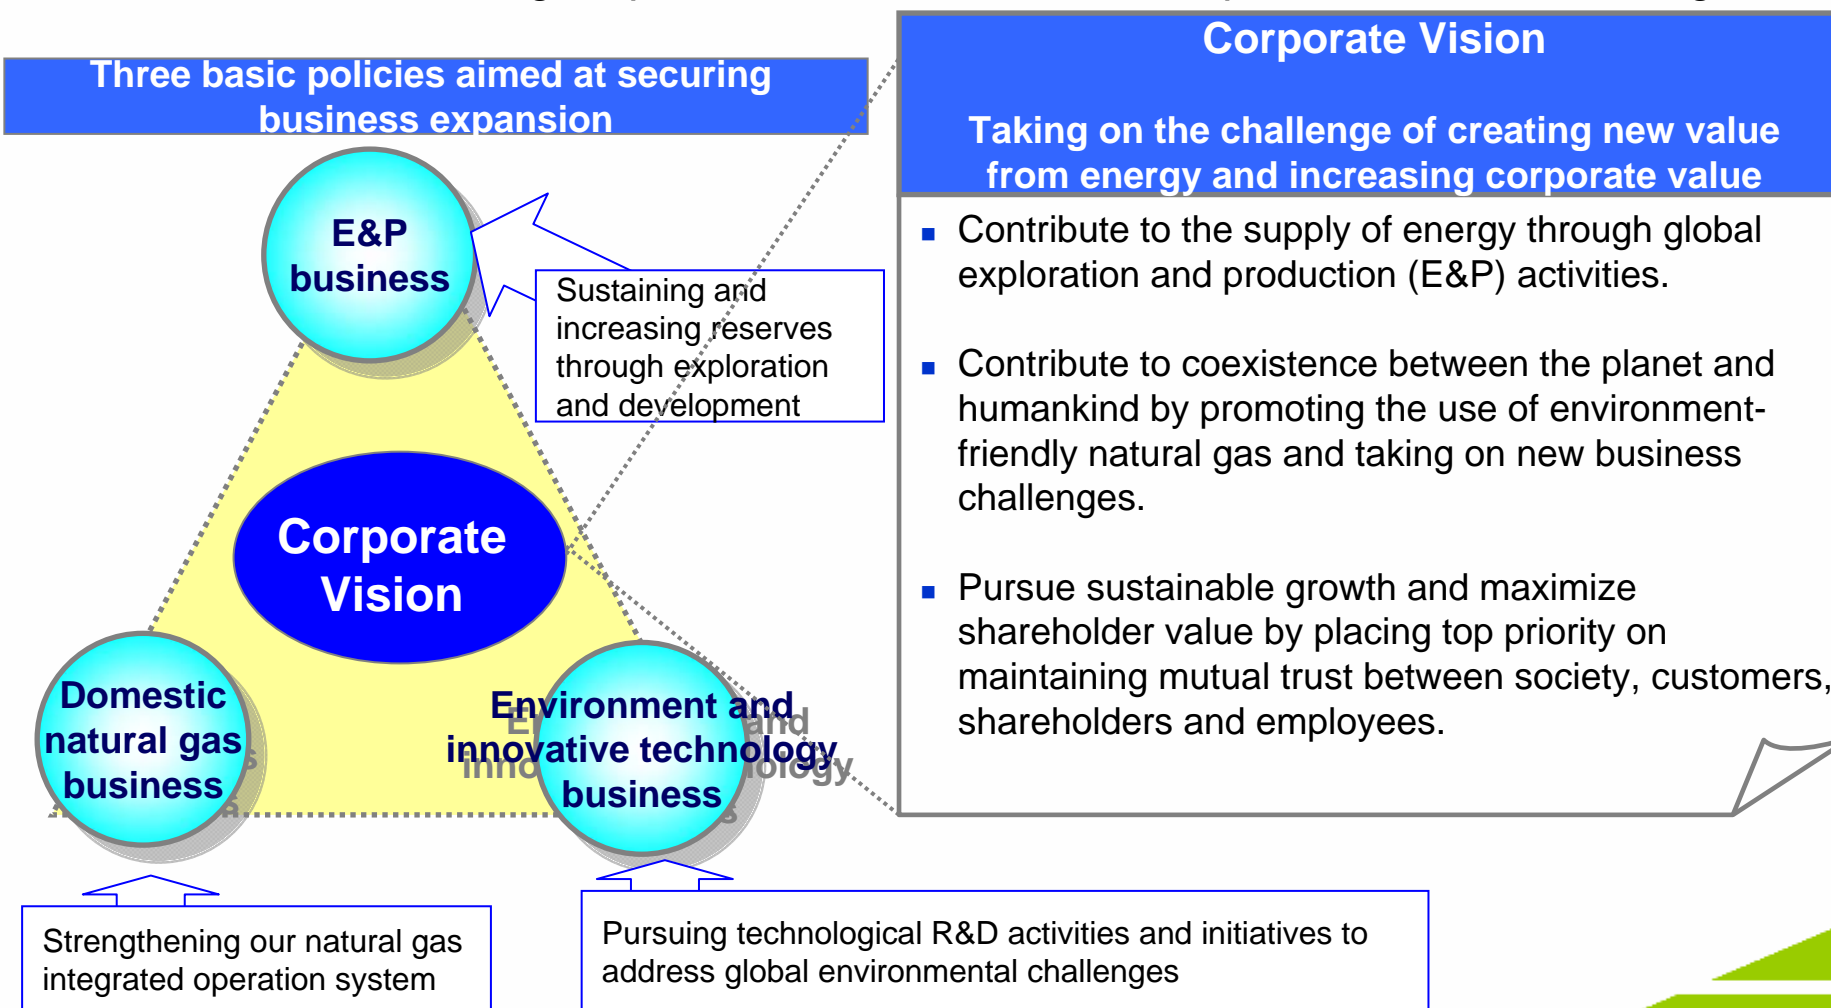 Three basic policies aimed at securing
business expansion
E&P
business
Sustaining and
increasing reserves
through exploration
and development
Corporate
Vision
Domestic
natural gas
business
Environment and
innovative technology
business
Strengthening our natural gas
integrated operation system
Pursuing technological R&D activities and initiatives to
address global environmental challenges
Corporate Vision
Taking on the challenge of creating new value
from energy and increasing corporate value
Contribute to the supply of energy through global
exploration and production (E&P) activities.
Contribute to coexistence between the planet and
humankind by promoting the use of environment-
friendly natural gas and taking on new business
challenges.
Pursue sustainable growth and maximize
shareholder value by placing top priority on
maintaining mutual trust between society, customers,
shareholders and employees.